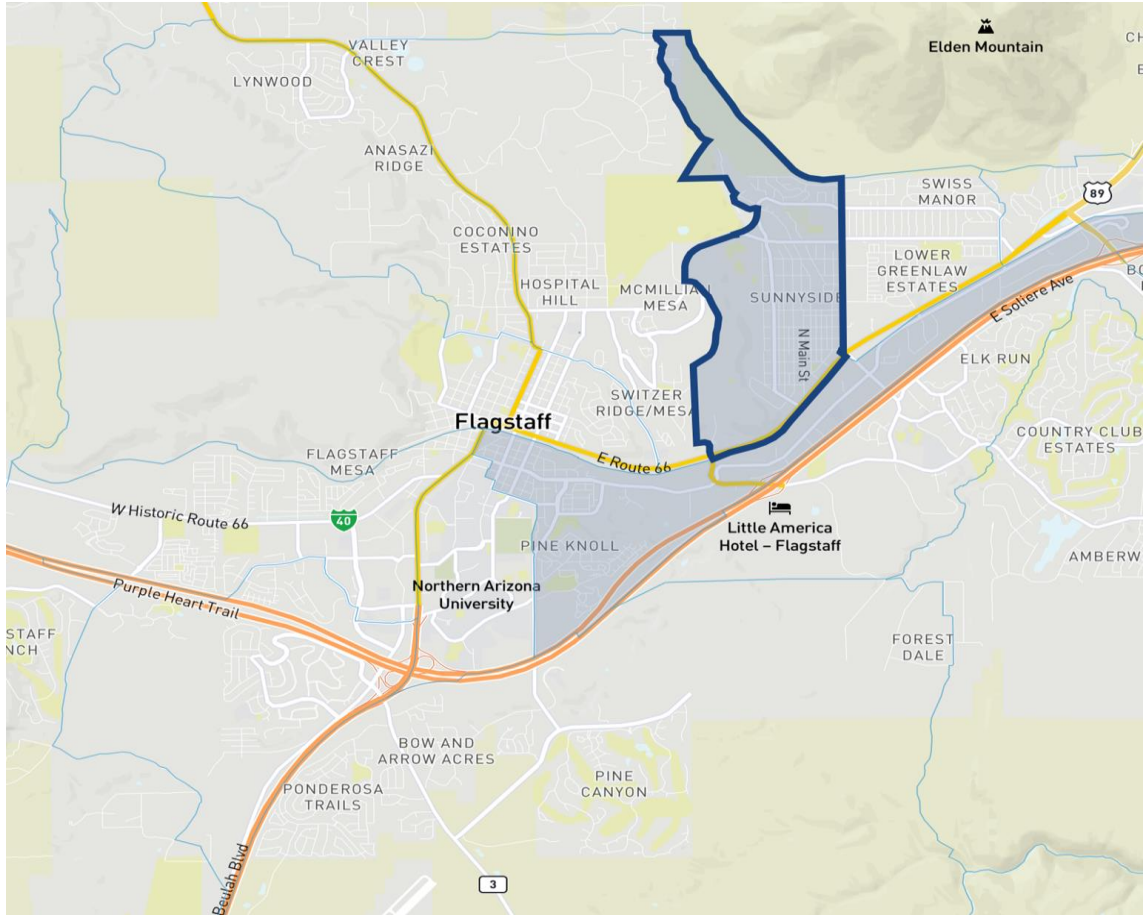 Elden Mountain
CH
E
VALLEY
CREST
LYNWOOD
ANASAZI
RIDGE
SWISS
MANOR
89
COCONINO
ESTATES
LOWER
GREENLAW
ESTATES
BO
HOSPITAL
HILL
MCMILLIAN
MESA
SUNNYSIDE
E Soliere Ave
N Main St
ELK RUN
SWITZER
RIDGE/MESA
Flagstaff
COUNTRY CLUB
ESTATES
FLAGSTAFF
MESA
E Route 66
W Historic Route 66
40
Little America
Hotel – Flagstaff
PINE KNOLL
AMBERW
Northern Arizona
University
Purple Heart Trail
STAFF
NCH
FOREST
DALE
BOW AND
ARROW ACRES
PINE
CANYON
PONDEROSA
TRAILS
Beulah Blvd
3